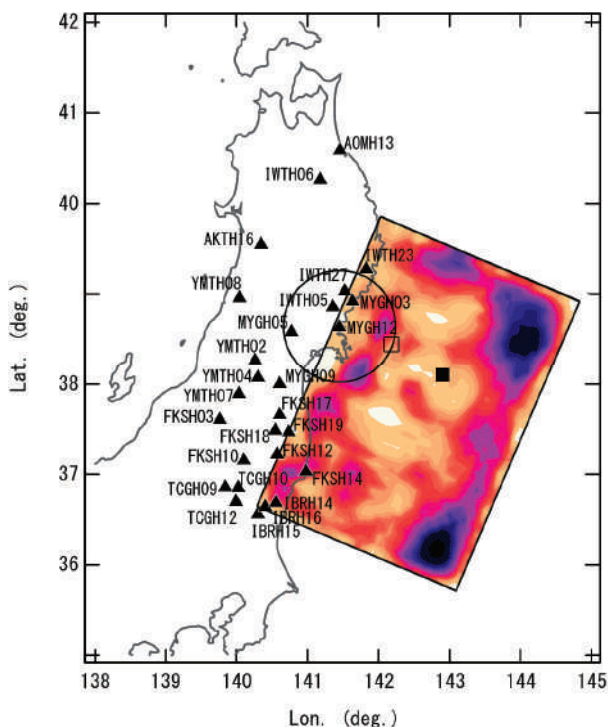 42
41
40
39
38
37
36
35
Lat. (deg.)
AOMH13
IWTH06
AKTH16
IWTH23
IWTH27
YMTH08
IWTH05
MYGH03
MYGH05
MYGH12
YMTH02
YMTH04
MYGH09
YMTH07
FKSH17
FKSH03
FKSH19
FKSH18
FKSH12
FKSH10
FKSH14
TCGH10
TCGH09
IBRH14
TCGH12
IBRH16
IBRH15
138 139 140 141 142 143 144 145
Lon. (deg.)